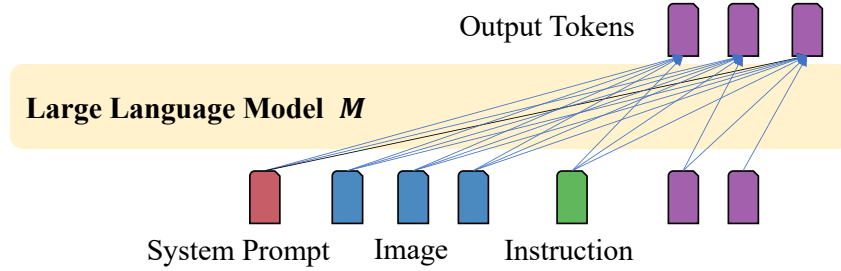 Output Tokens
Large Language Model M
System Prompt Image Instruction